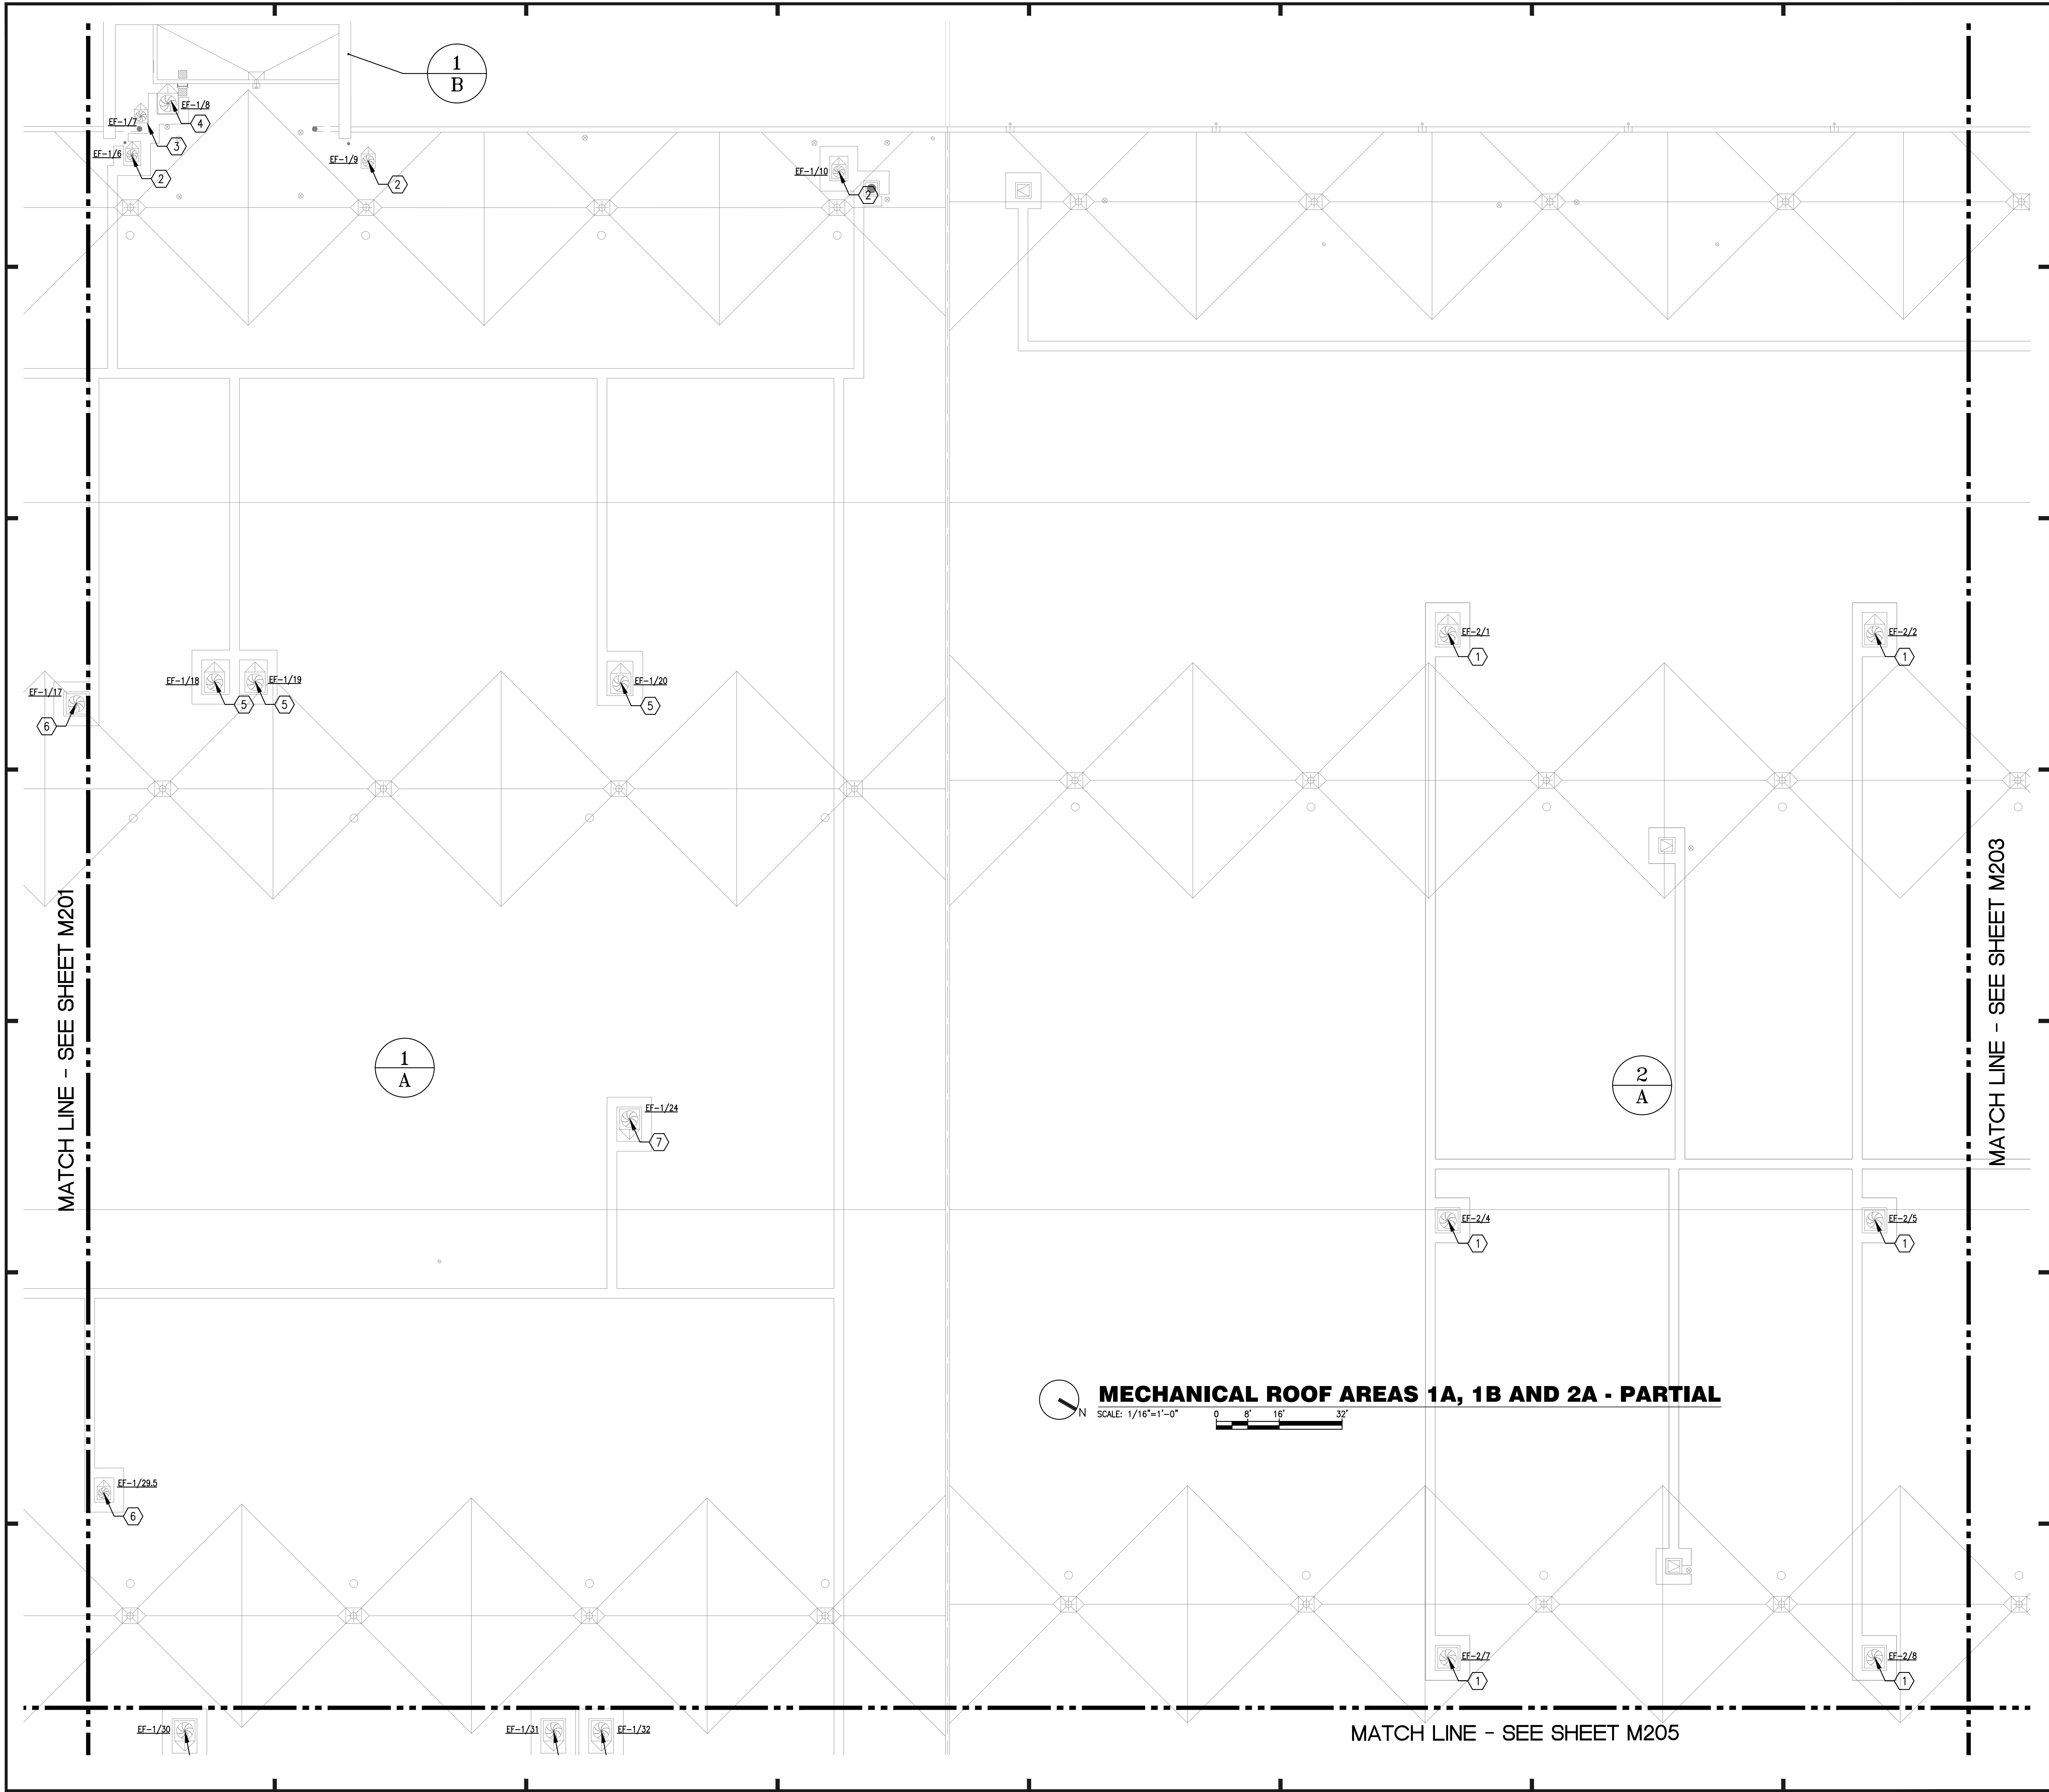 1
B
EF-1/8
4
EF-1/7
3
EF-1/6
2
EF-1/9
2
EF-1/10
2
EF-2/1
1
EF-2/2
1
EF-1/17
6
EF-1/18
5
EF-1/19
5
EF-1/20
5
MATCH LINE - SEE SHEET M201
MATCH LINE - SEE SHEET M203
1
A
2
A
EF-1/24
7
EF-2/4
1
EF-2/5
1
N
MECHANICAL ROOF AREAS 1A, 1B AND 2A - PARTIAL
SCALE: 1/16"=1'-0"
0 8' 16' 32'
EF-1/29.5
6
EF-2/7
1
EF-2/8
1
EF-1/30
EF-1/31
EF-1/32
MATCH LINE - SEE SHEET M205